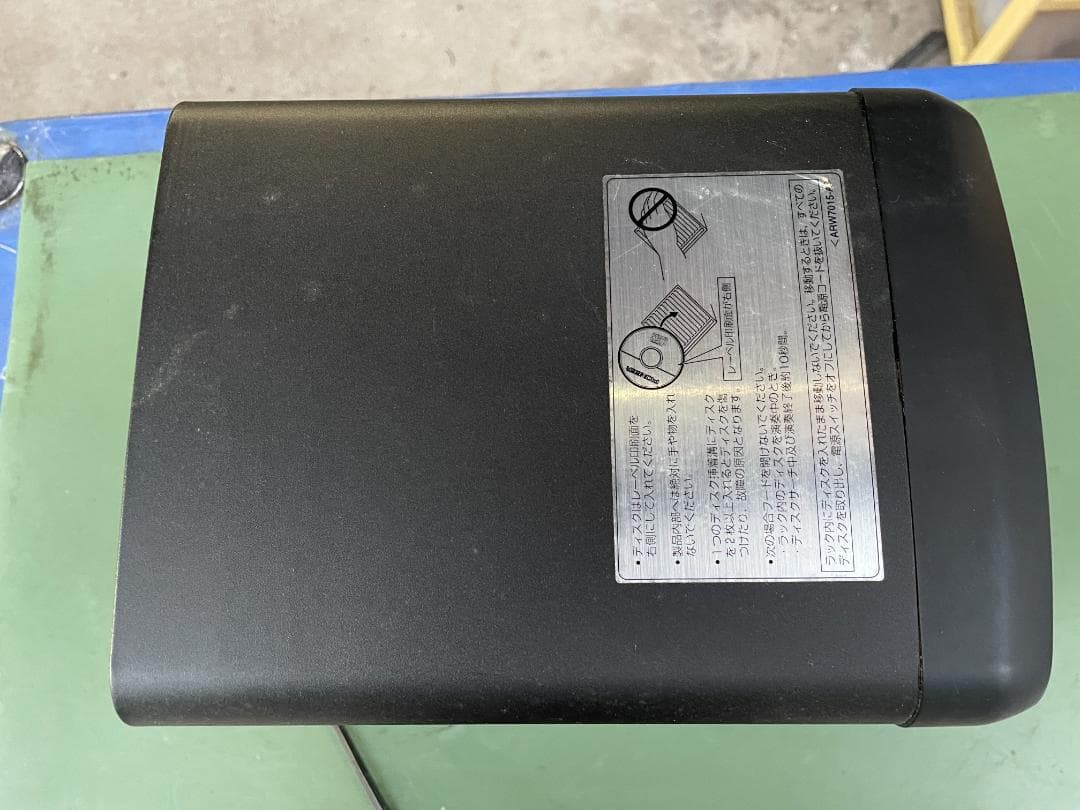 レーベル印刷面が右側
PIONEER
•ディスクはレーベル印刷面を
右側にして入れてください。
•製品内部へは絶対に手や物を入れ
ないでください。
•1つのディスク挿着溝にディスク
を2枚以上入れるとディスクを傷
つけたり、故障の原因となります。
•次の場合フードを開けないでください。
・ラック内のディスクを演奏中のとき。
・ディスクサーチ中及び演奏終了後約10秒間。
ラック内にディスクを入れたまま移動しないでください。移動するときは、すべての
ディスクを取り出し、電源スイッチをオフにしてから電源コードを抜いてください。
<ARW7015-